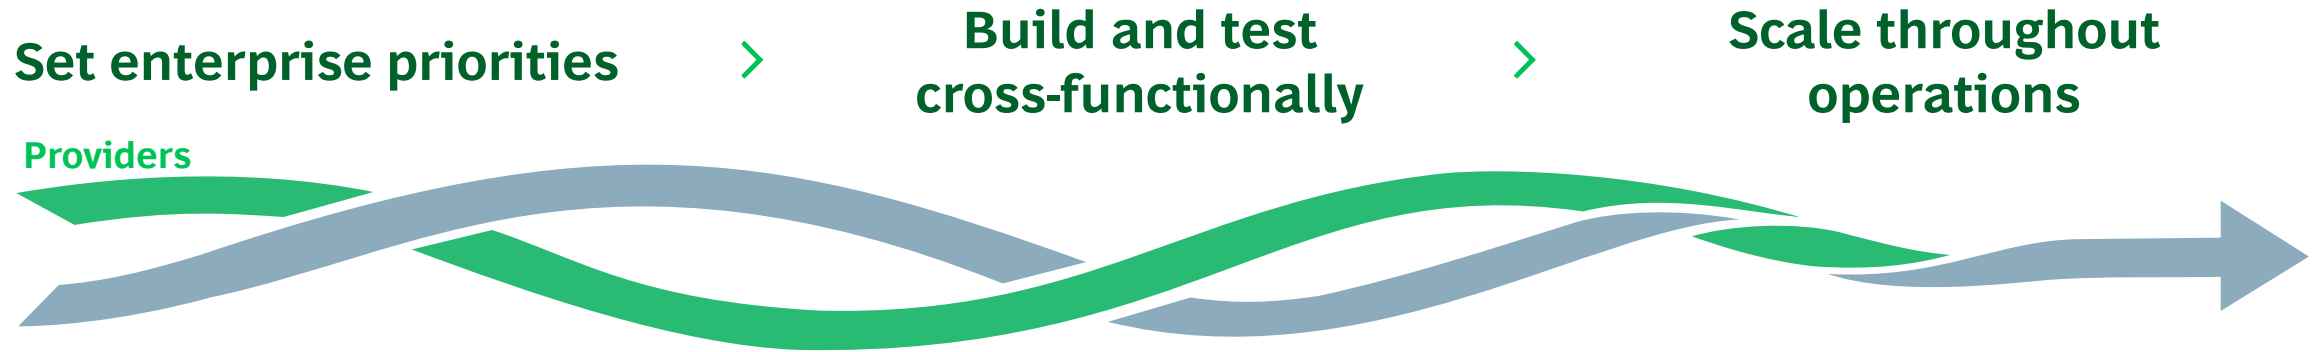 Set enterprise priorities
Build and test
cross-functionally
Scale throughout
operations
Providers